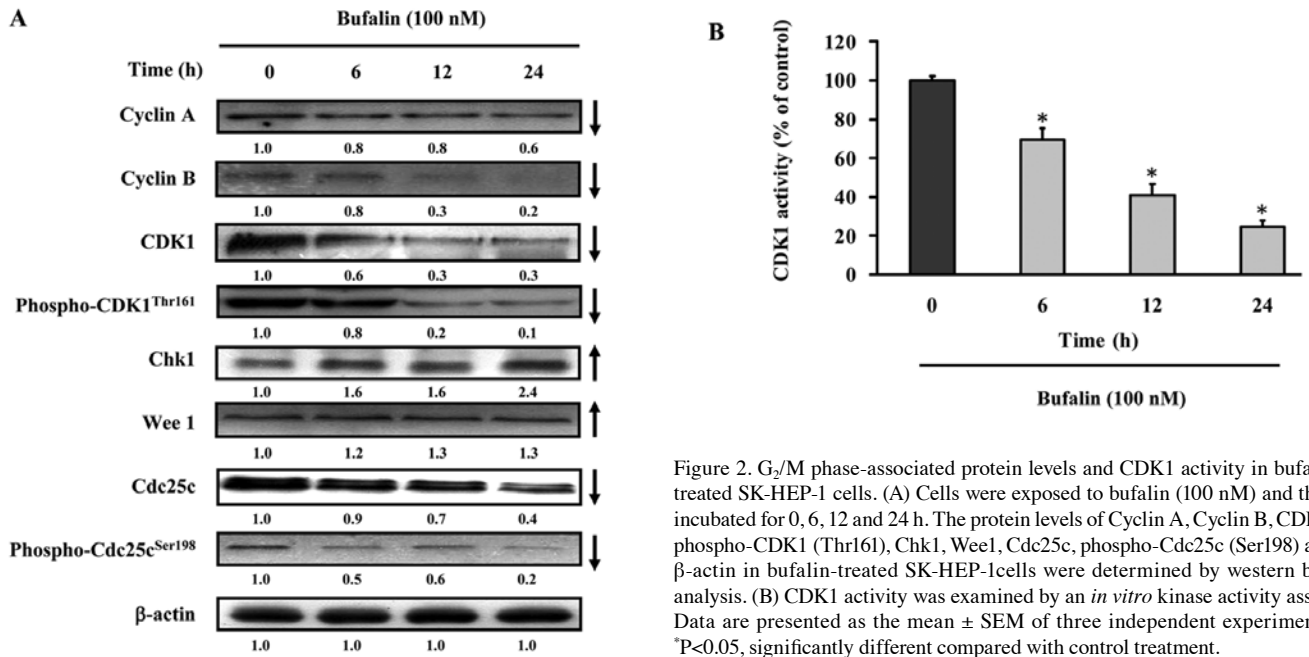 A
Bufalin (100 nM)
Time (h) 0 6 12 24
Cyclin A
1.0 0.8 0.8 0.6
Cyclin B
1.0 0.8 0.3 0.2
CDK1
1.0 0.6 0.3 0.3
Phospho-CDK1Thr161
1.0 0.8 0.2 0.1
Chk1
1.0 1.6 1.6 2.4
Wee 1
1.0 1.2 1.3 1.3
Cdc25c
1.0 0.9 0.7 0.4
Phospho-Cdc25cSer198
1.0 0.5 0.6 0.2
β-actin
1.0 1.0 1.0 1.0
B
CDK1 activity (% of control)
120
100
80
60
40
20
0
* * *
0 6 12 24
Time (h)
Bufalin (100 nM)
Figure 2. G2/M phase-associated protein levels and CDK1 activity in
treated SK-HEP-1 cells. (A) Cells were exposed to bufalin (100 nM) and
incubated for 0, 6, 12 and 24 h. The protein levels of Cyclin A, Cyclin B,
phospho-CDK1 (Thr161), Chk1, Wee1, Cdc25c, phospho-Cdc25c (Ser198)
β-actin in bufalin-treated SK-HEP-1cells were determined by western
analysis. (B) CDK1 activity was examined by an in vitro kinase activity
Data are presented as the mean ± SEM of three independent
*P<0.05, significantly different compared with control treatment.